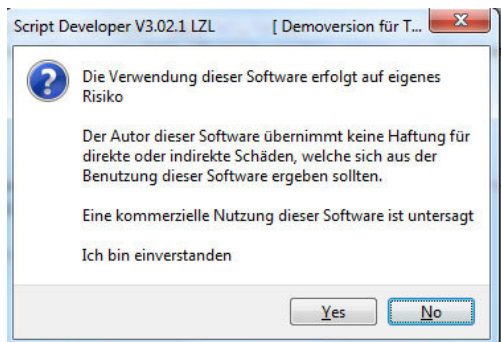 Script Developer V3.02.1 LZL [ Demoversion für T...
Die Verwendung dieser Software erfolgt auf eigenes
Risiko
Der Autor dieser Software übernimmt keine Haftung für
direkte oder indirekte Schäden, welche sich aus der
Benutzung dieser Software ergeben sollten.
Eine kommerzielle Nutzung dieser Software ist untersagt
Ich bin einverstanden
Yes No